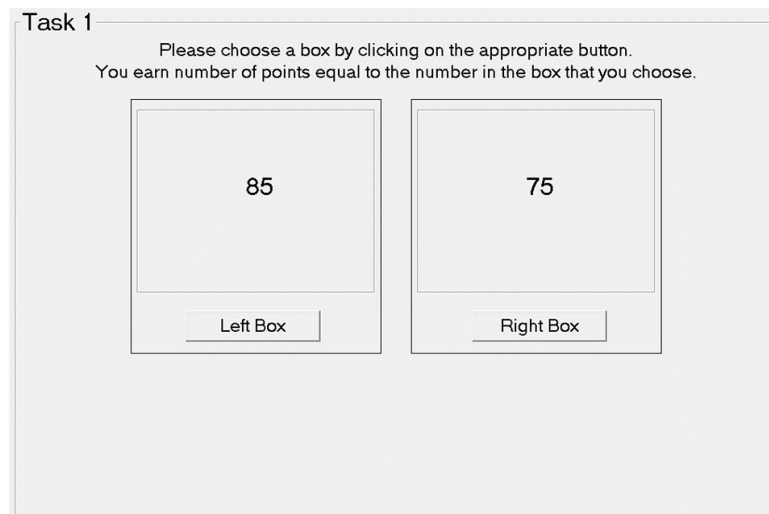 Task 1
Please choose a box by clicking on the appropriate button.
You earn number of points equal to the number in the box that you choose.
85
75
Left Box
Right Box